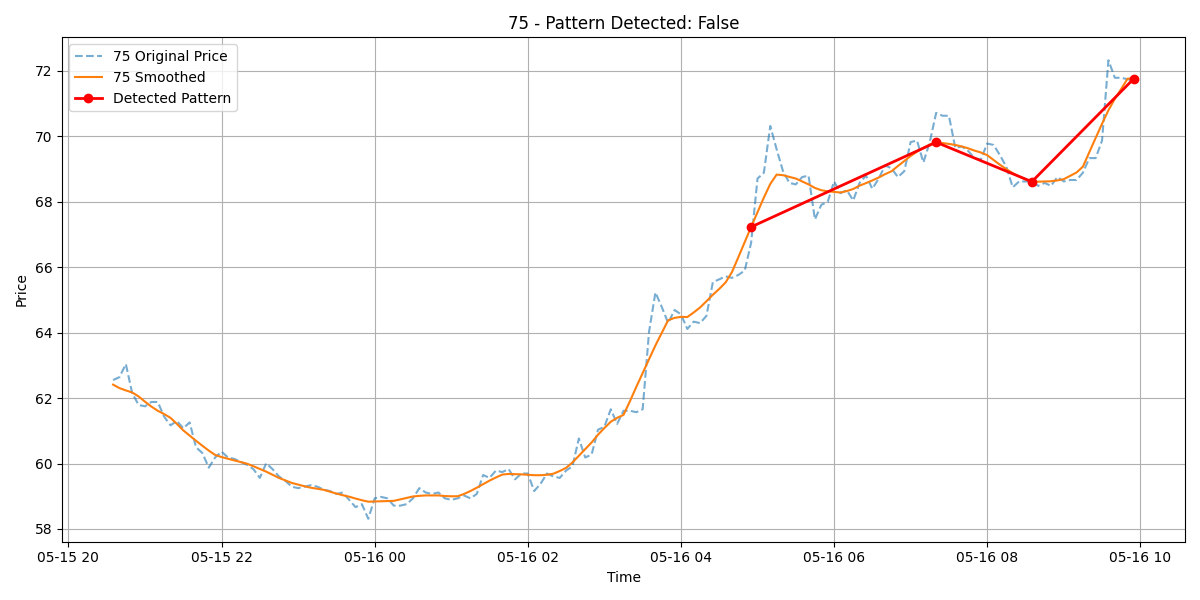 75 - Pattern Detected: False
75 Original Price
75 Smoothed
Detected Pattern
Price
72
70
68
66
64
62
60
58
05-15 20
05-15 22
05-16 00
05-16 02
05-16 04
05-16 06
05-16 08
05-16 10
Time